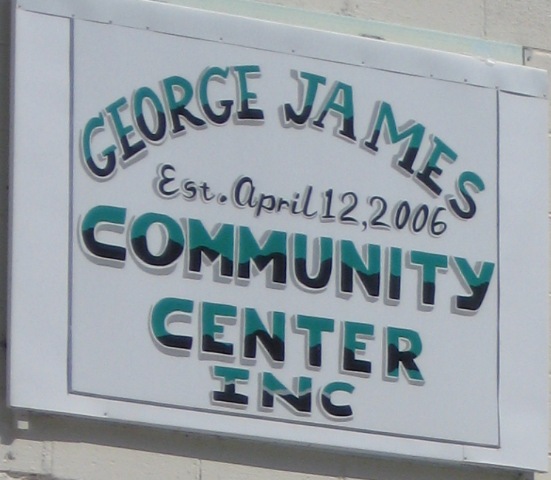 GEORGE JAMES
Est. April 12, 2006
COMMUNITY
CENTER
INC